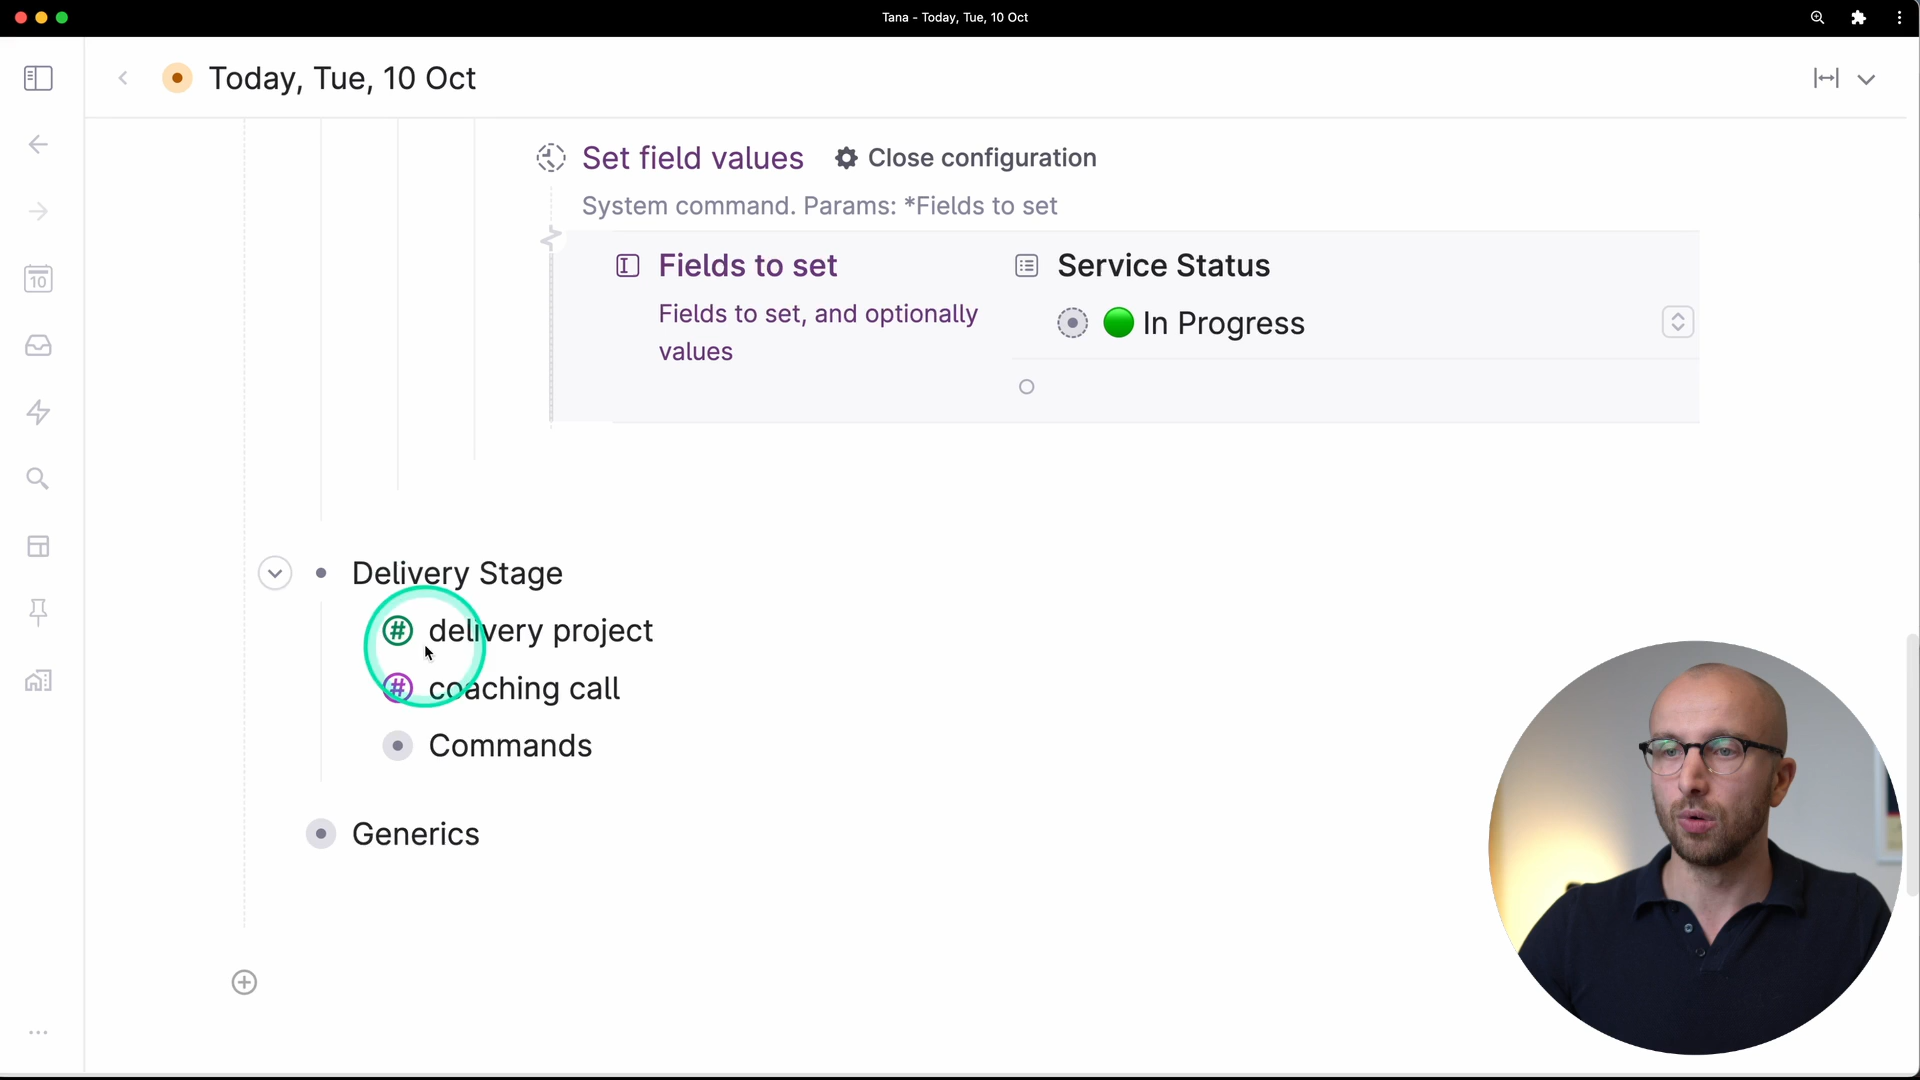 Tana - Today, Tue, 10 Oct
Today, Tue, 10 Oct
Set field values Close configuration
System command. Params: *Fields to set
Fields to set
Fields to set, and optionally
values
Service Status
In Progress
10
Delivery Stage
# delivery project
# coaching call
Commands
Generics